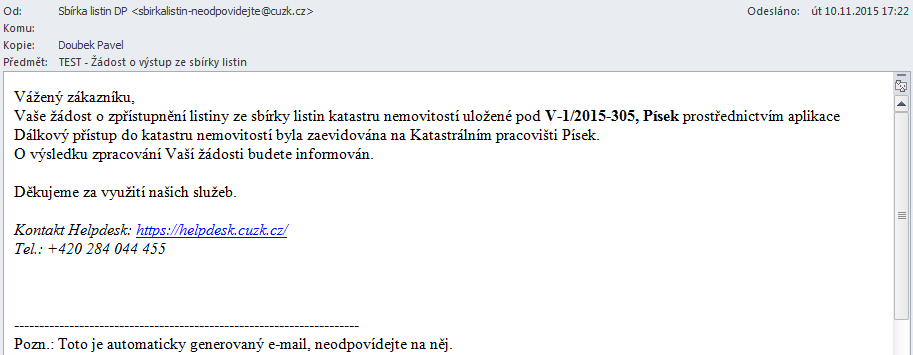 Od: Sbírka listin DP <sbirkalistin-neodpovidejte@cuzk.cz> Odesláno: út 10.11.2015 17:22
Komu:
Kopie: Doubek Pavel
Předmět: TEST - Žádost o výstup ze sbírky listin
Vážený zákazníku,
Vaše žádost o zpřístupnění listiny ze sbírky listin katastru nemovitostí uložené pod V-1/2015-305, Písek prostřednictvím aplikace
Dálkový přístup do katastru nemovitostí byla zaevidována na Katastrálním pracovišti Písek.
O výsledku zpracování Vaší žádosti budete informován.
Děkujeme za využití našich služeb.
Kontakt Helpdesk: https://helpdesk.cuzk.cz/
Tel.: +420 284 044 455
---------------------------------------------------------------------
Pozn.: Toto je automaticky generovaný e-mail, neodpovídejte na něj.